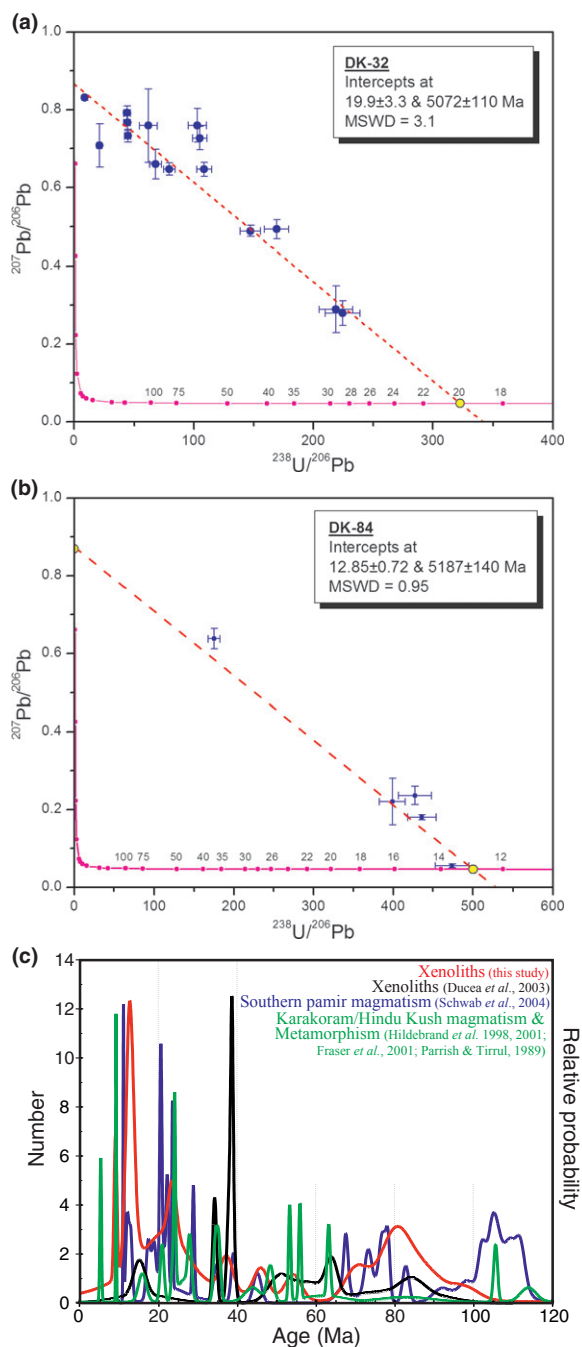 (a)
1.0
0.8
0.6
0.4
0.2
0.0
²⁰⁷Pb/²⁰⁶Pb
DK-32
Intercepts at
19.9±3.3 & 5072±110 Ma
MSWD = 3.1
100 75 50 40 35 30 28 26 24 22 20 18
0 100 200 300 400
²³⁸U/²⁰⁶Pb
(b)
1.0
0.8
0.6
0.4
0.2
0.0
²⁰⁷Pb/²⁰⁶Pb
DK-84
Intercepts at
12.85±0.72 & 5187±140 Ma
MSWD = 0.95
100 75 50 40 35 30 26 22 20 18 16 14 12
0 100 200 300 400 500 600
²³⁸U/²⁰⁶Pb
(c)
14
12
10
8
6
4
2
0
Number
Xenoliths (this study)
Xenoliths (Ducea et al., 2003)
Southern pamir magmatism (Schwab et al., 2004)
Karakoram/Hindu Kush magmatism &
Metamorphism (Hildebrand et al. 1998, 2001;
Fraser et al., 2001; Parrish & Tirrul, 1989)
Relative probability
0 20 40 60 80 100 120
Age (Ma)